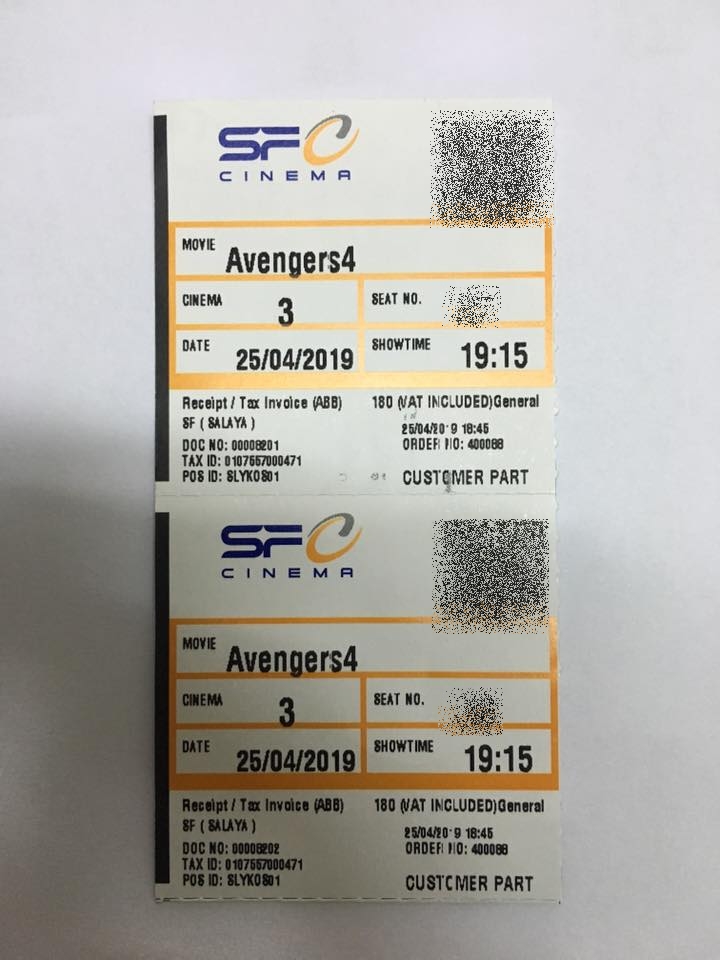 SFC
CINEMA
MOVIE Avengers4
CINEMA 3 SEAT NO.
DATE 25/04/2019 SHOWTIME 19:15
Receipt / Tax Invoice (ABB) 180 (VAT INCLUDED)General
SF ( SALAYA ) 25/04/2019 18:45
DOC NO: 00008201 ORDER NO: 400088
TAX ID: 0107557000471
POS ID: SLYKOS01 CUSTOMER PART
SFC
CINEMA
MOVIE Avengers4
CINEMA 3 SEAT NO.
DATE 25/04/2019 SHOWTIME 19:15
Receipt / Tax Invoice (ABB) 180 (VAT INCLUDED)General
SF ( SALAYA ) 25/04/2019 18:45
DOC NO: 00008202 ORDER NO: 400088
TAX ID: 0107557000471
POS ID: SLYKOS01 CUSTOMER PART